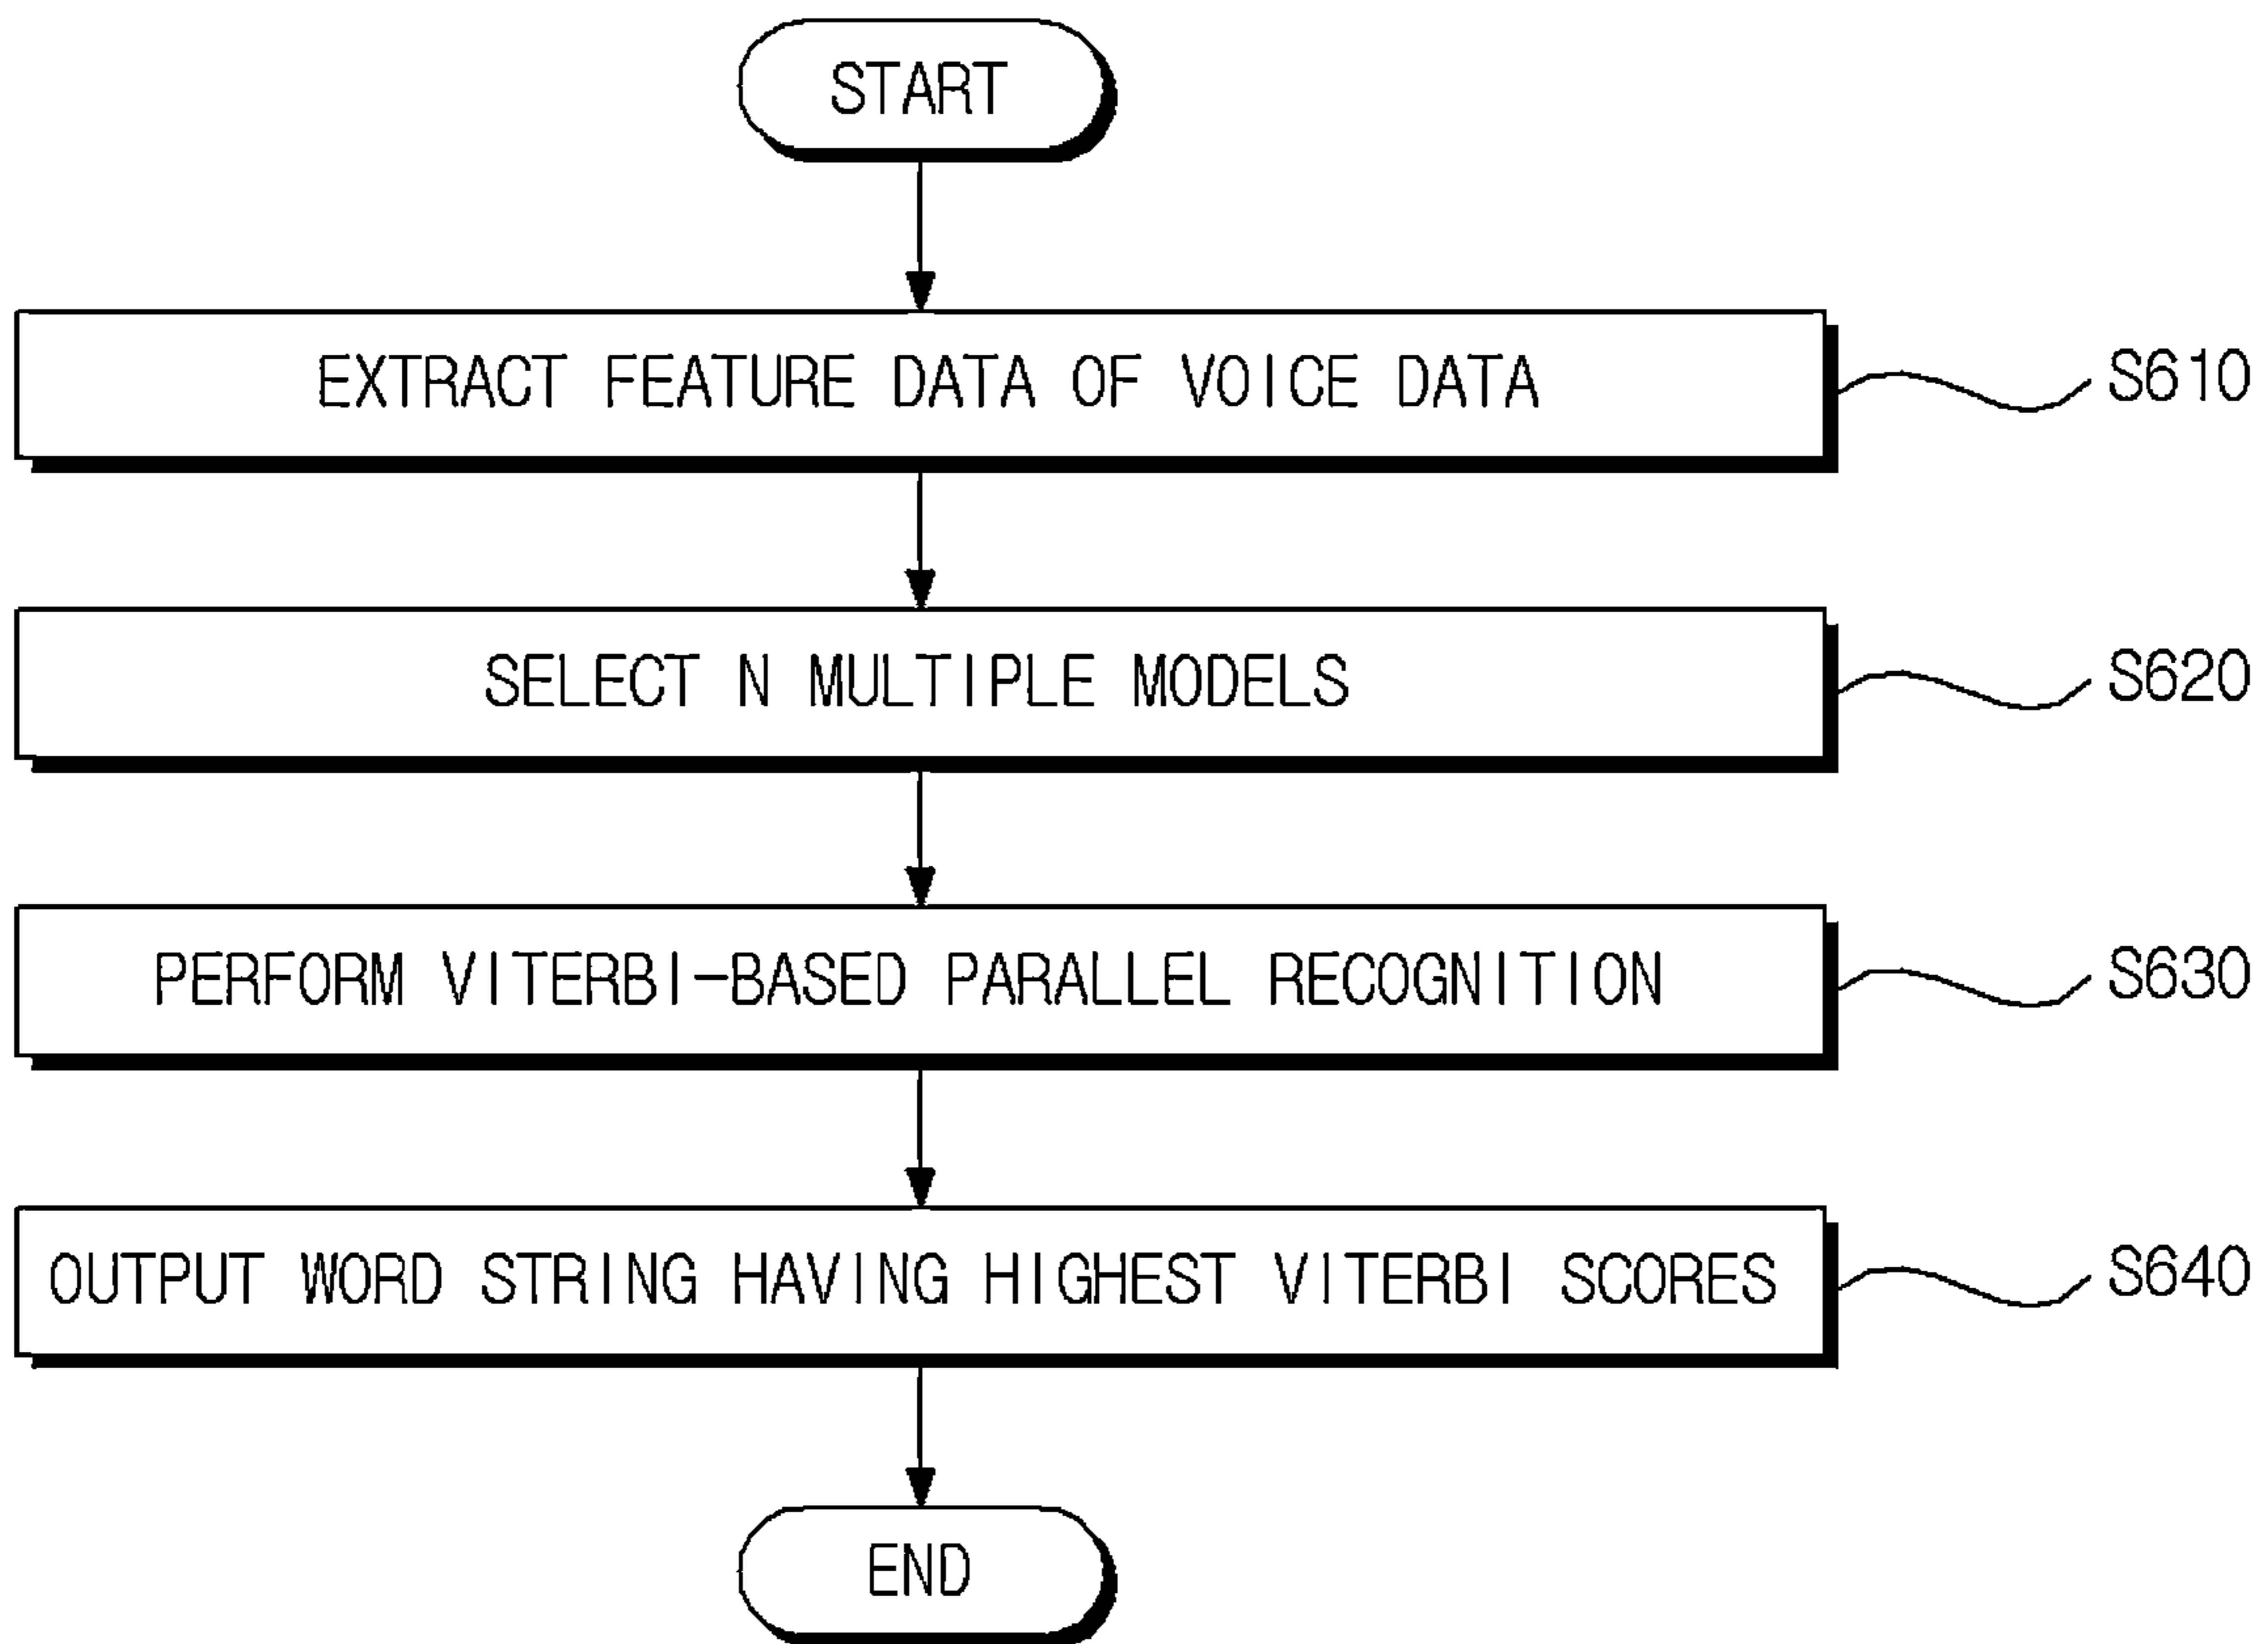 START
EXTRACT FEATURE DATA OF VOICE DATA
S610
SELECT N MULTIPLE MODELS
S620
PERFORM VITERBI-BASED PARALLEL RECOGNITION
S630
OUTPUT WORD STRING HAVING HIGHEST VITERBI SCORES
S640
END